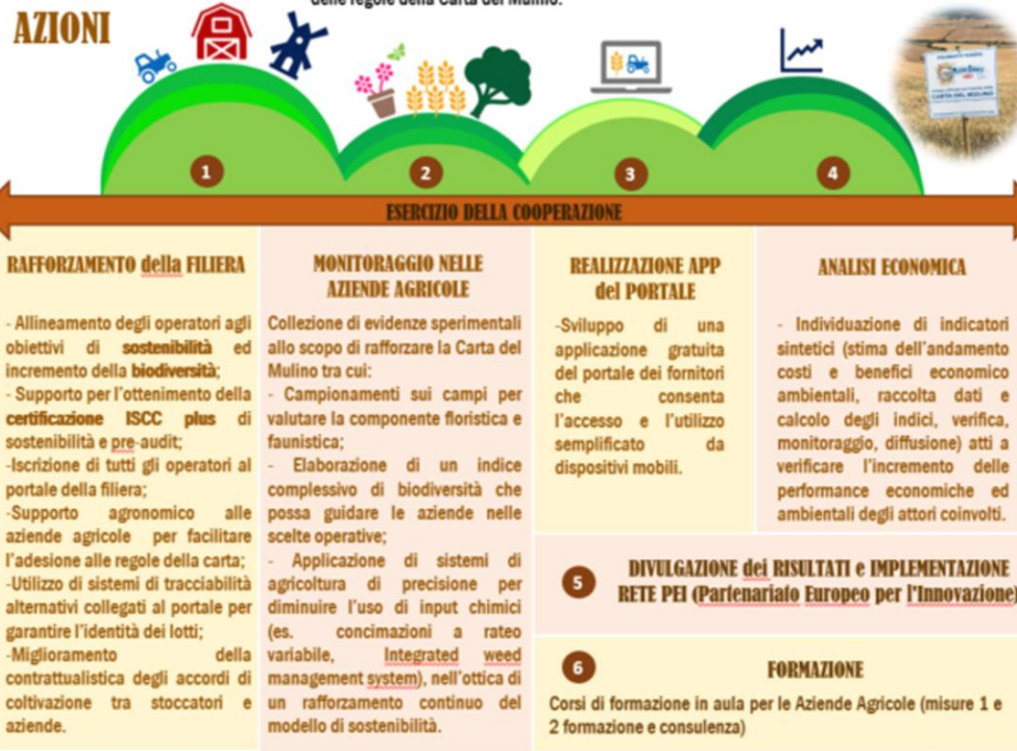 delle regole della Carta del Mulino.
AZIONI
1
2
3
4
ESERCIZIO DELLA COOPERAZIONE
RAFFORZAMENTO della FILIERA
- Allineamento degli operatori agli
obiettivi di sostenibilità ed
incremento della biodiversità;
- Supporto per l'ottenimento della
certificazione ISCC plus di
sostenibilità e pre-audit;
-Iscrizione di tutti gli operatori al
portale della filiera;
-Supporto agronomico alle
aziende agricole per facilitare
l'adesione alle regole della carta;
-Utilizzo di sistemi di tracciabilità
alternativi collegati al portale per
garantire l'identità dei lotti;
-Miglioramento della
contrattualistica degli accordi di
coltivazione tra stoccatori e
aziende.
MONITORAGGIO NELLE
AZIENDE AGRICOLE
Collezione di evidenze sperimentali
allo scopo di rafforzare la Carta del
Mulino tra cui:
- Campionamenti sui campi per
valutare la componente floristica e
faunistica;
- Elaborazione di un indice
complessivo di biodiversità che
possa guidare le aziende nelle
scelte operative;
- Applicazione di sistemi di
agricoltura di precisione per
diminuire l'uso di input chimici
(es. concimazioni a rateo
variabile, Integrated weed
management system), nell'ottica di
un rafforzamento continuo del
modello di sostenibilità.
REALIZZAZIONE APP
del PORTALE
-Sviluppo di una
applicazione gratuita
del portale dei fornitori
che consenta
l'accesso e l'utilizzo
semplificato da
dispositivi mobili.
ANALISI ECONOMICA
- Individuazione di indicatori
sintetici (stima dell'andamento
costi e benefici economico
ambientali, raccolta dati e
calcolo degli indici, verifica,
monitoraggio, diffusione) atti a
verificare l'incremento delle
performance economiche ed
ambientali degli attori coinvolti.
5
DIVULGAZIONE dei RISULTATI e IMPLEMENTAZIONE
RETE PEI (Partenariato Europeo per l'Innovazione)
6
FORMAZIONE
Corsi di formazione in aula per le Aziende Agricole (misure 1 e
2 formazione e consulenza)
CARTA DEL MULINO